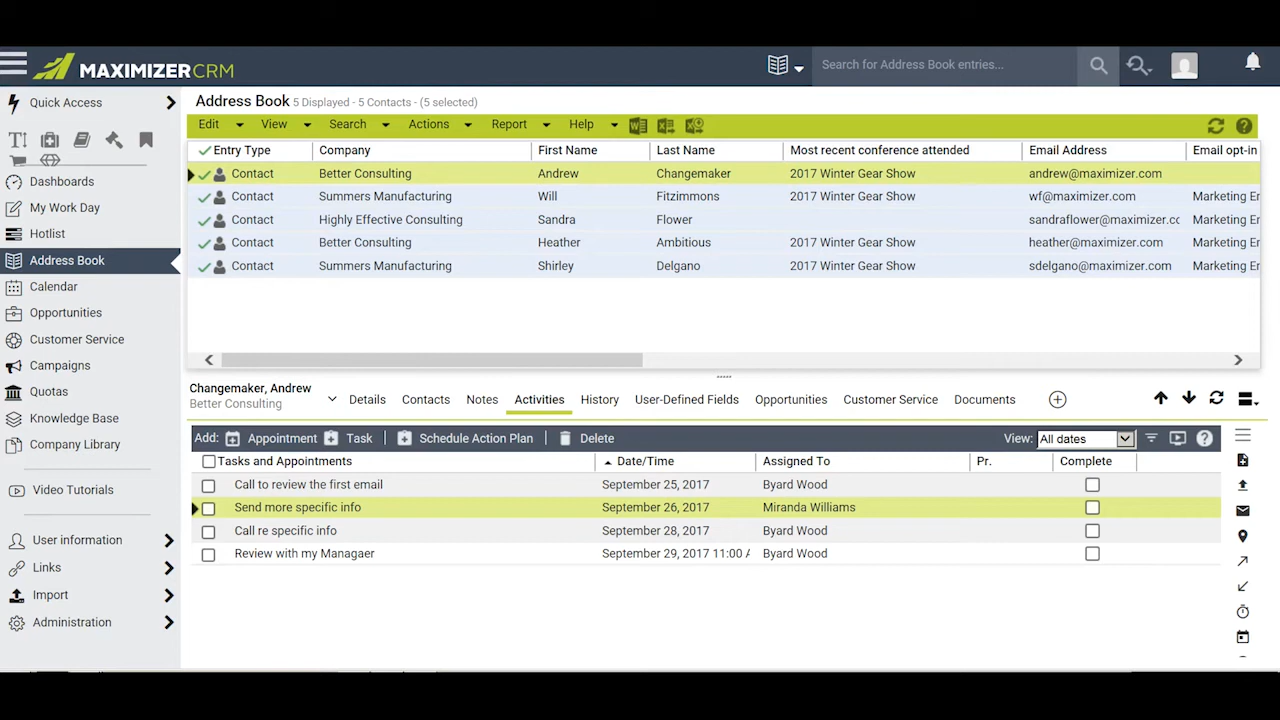 MAXIMIZER CRM
Search for Address Book entries...
Quick Access
Dashboards
My Work Day
Hotlist
Address Book
Calendar
Opportunities
Customer Service
Campaigns
Quotas
Knowledge Base
Company Library
Video Tutorials
User information
Links
Import
Administration
Address Book 5 Displayed - 5 Contacts - (5 selected)
Edit View Search Actions Report Help
Entry Type Company First Name Last Name Most recent conference attended Email Address Email opt-in
Contact Better Consulting Andrew Changemaker 2017 Winter Gear Show andrew@maximizer.com
Contact Summers Manufacturing Will Fitzimmons 2017 Winter Gear Show wf@maximizer.com Marketing Er
Contact Highly Effective Consulting Sandra Flower sandraflower@maximizer.cc Marketing Er
Contact Better Consulting Heather Ambitious 2017 Winter Gear Show heather@maximizer.com Marketing Er
Contact Summers Manufacturing Shirley Delgano 2017 Winter Gear Show sdelgano@maximizer.com Marketing Er
Changemaker, Andrew
Better Consulting
Details Contacts Notes Activities History User-Defined Fields Opportunities Customer Service Documents
Add: Appointment Task Schedule Action Plan Delete View: All dates
Tasks and Appointments Date/Time Assigned To Pr. Complete
Call to review the first email September 25, 2017 Byard Wood
Send more specific info September 26, 2017 Miranda Williams
Call re specific info September 28, 2017 Byard Wood
Review with my Managaer September 29, 2017 11:00 A Byard Wood